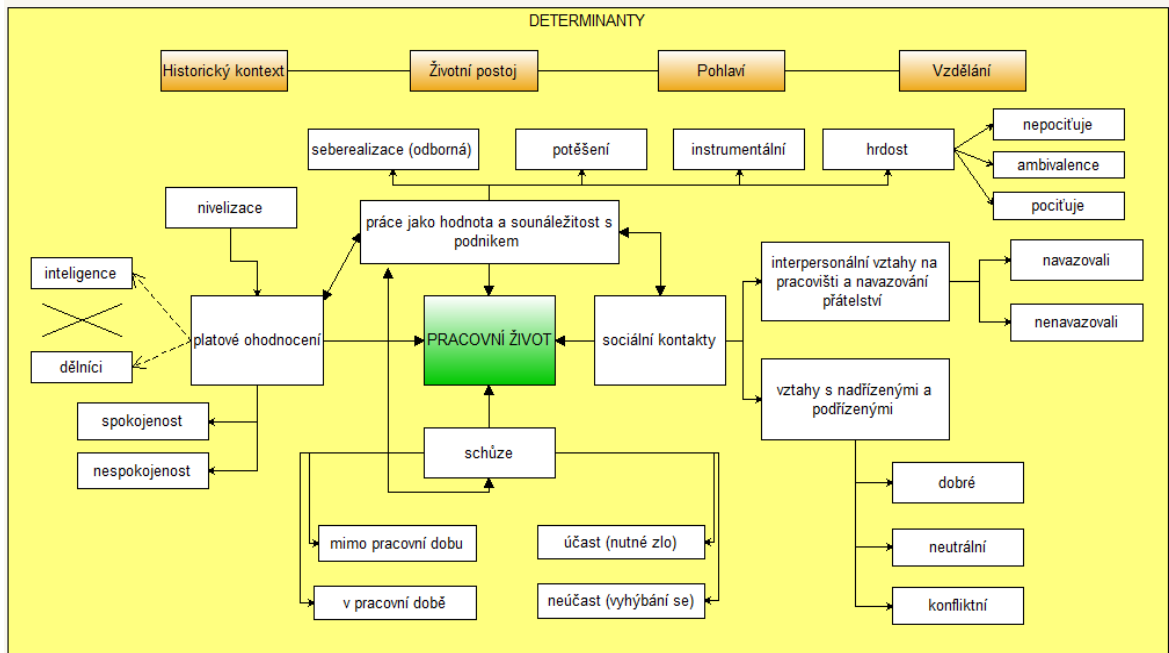 DETERMINANTY
Historický kontext
Životní postoj
Pohlaví
Vzdělání
seberealizace (odborná)
potěšení
instrumentální
hrdost
nepociťuje
ambivalence
pociťuje
nivelizace
práce jako hodnota a sounáležitost s
podnikem
inteligence
dělníci
platové ohodnocení
PRACOVNÍ ŽIVOT
sociální kontakty
interpersonální vztahy na
pracovišti a navazování
přátelství
navazovali
nenavazovali
vztahy s nadřízenými a
podřízenými
spokojenost
nespokojenost
schůze
mimo pracovní dobu
v pracovní době
účast (nutné zlo)
neúčast (vyhýbání se)
dobré
neutrální
konfliktní